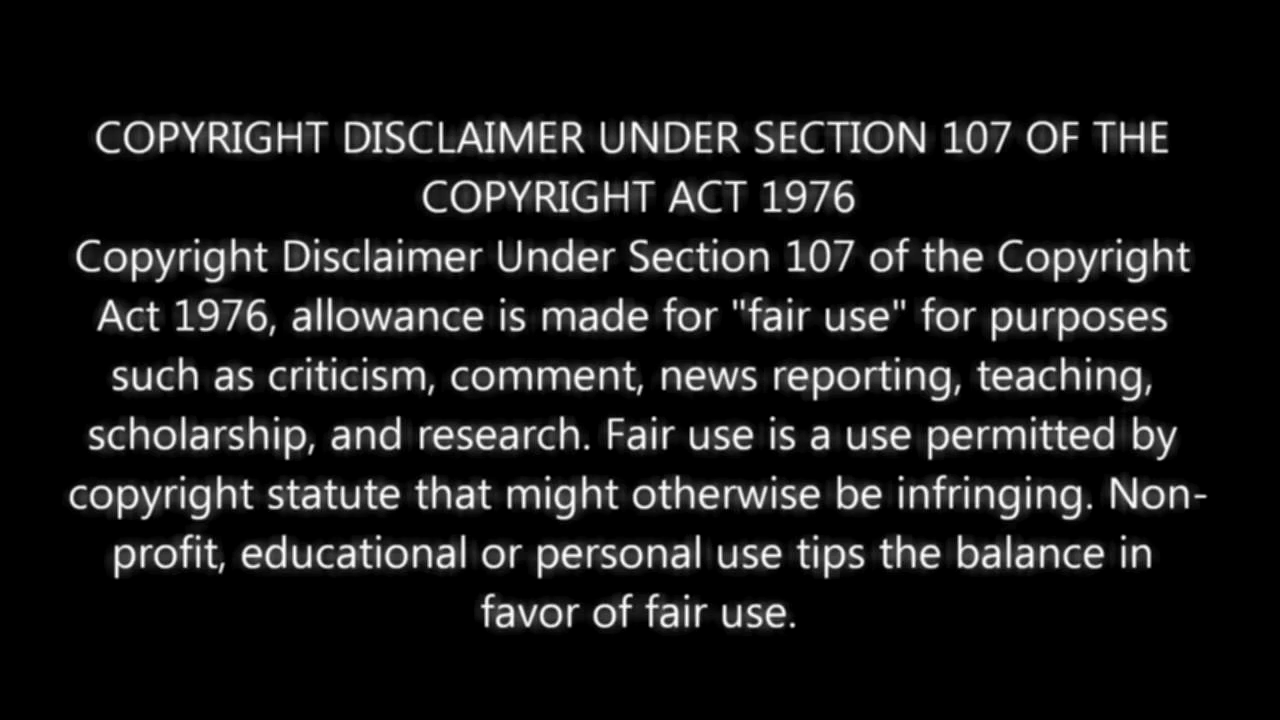 COPYRIGHT DISCLAIMER UNDER SECTION 107 OF THE
COPYRIGHT ACT 1976
Copyright Disclaimer Under Section 107 of the Copyright
Act 1976, allowance is made for "fair use" for purposes
such as criticism, comment, news reporting, teaching,
scholarship, and research. Fair use is a use permitted by
copyright statute that might otherwise be infringing. Non-
profit, educational or personal use tips the balance in
favor of fair use.